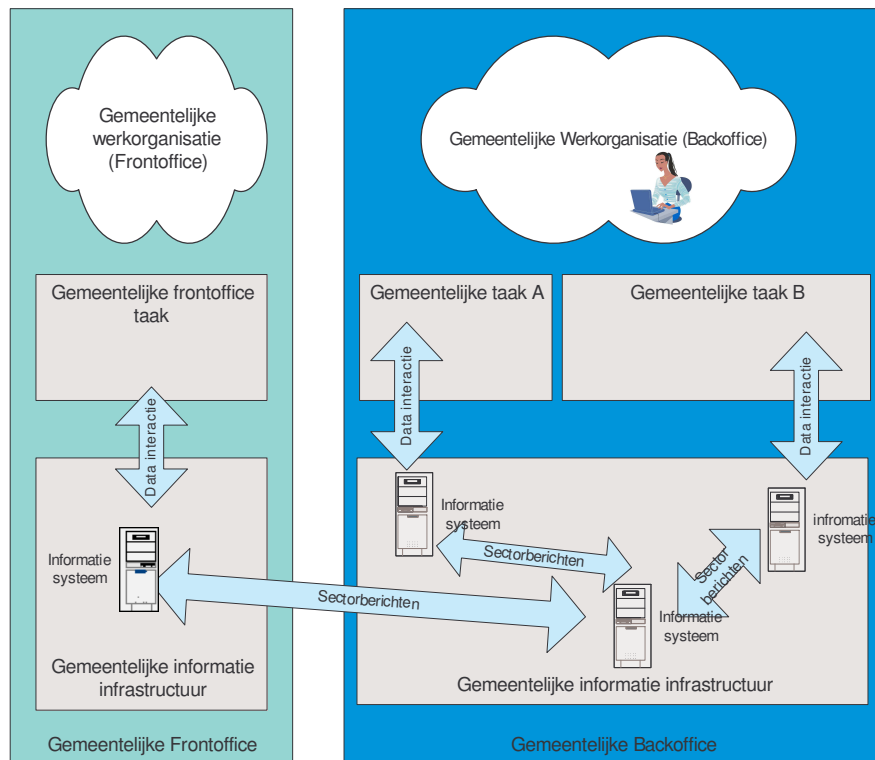 Gemeentelijke
werkorganisatie
(Frontoffice)
Gemeentelijke frontoffice
taak
Data interactie
Informatie
systeem
Gemeentelijke informatie
infrastructuur
Gemeentelijke Frontoffice
Sectorberichten
Gemeentelijke Werkorganisatie (Backoffice)
Gemeentelijke taak A
Gemeentelijke taak B
Data interactie
Data interactie
Informatie
systeem
Sectorberichten
Sector
berichten
infromatie
systeem
Informatie
systeem
Gemeentelijke informatie infrastructuur
Gemeentelijke Backoffice